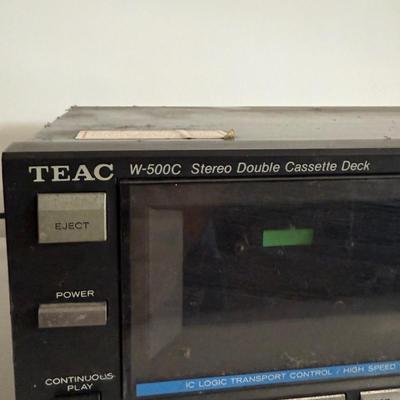 TEAC W-500C Stereo Double Cassette Deck
EJECT
POWER
CONTINUOUS
PLAY
IC LOGIC TRANSPORT CONTROL / HIGH SPEED